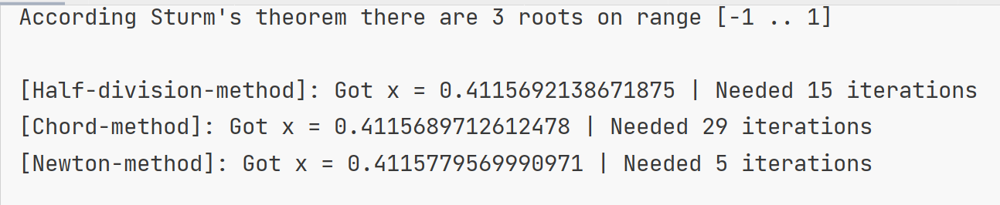 According Sturm's theorem there are 3 roots on range [-1 .. 1]
[Half-division-method]: Got x = 0.4115692138671875 | Needed 15 iterations
[Chord-method]: Got x = 0.4115689712612478 | Needed 29 iterations
[Newton-method]: Got x = 0.4115779569990971 | Needed 5 iterations